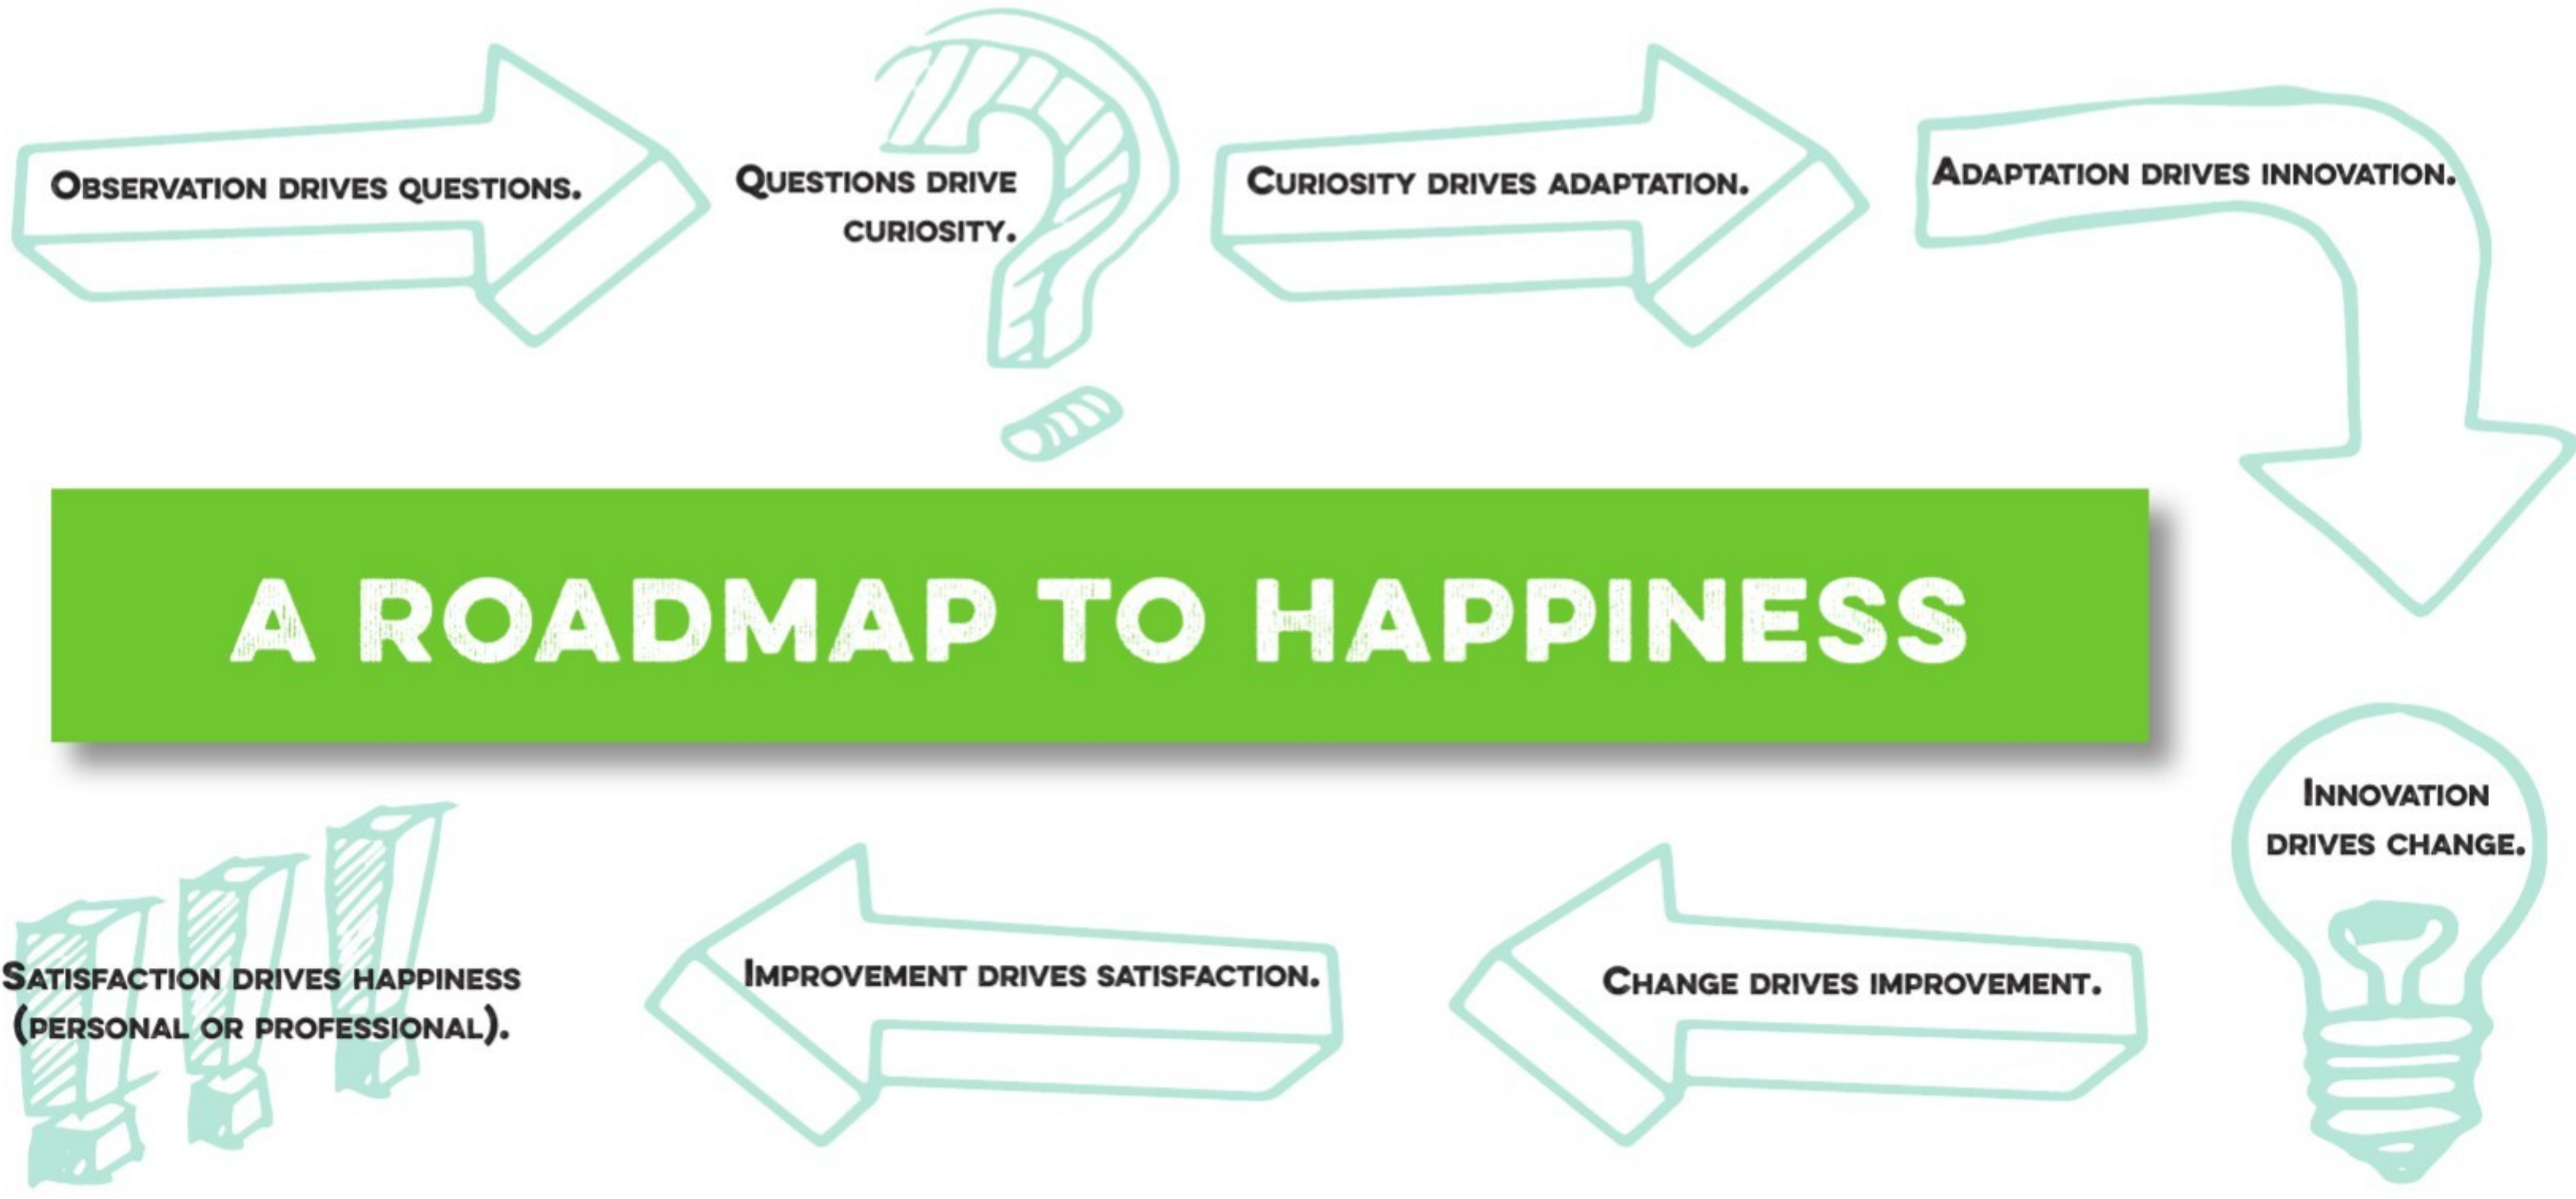 Observation drives questions.
Questions drive
curiosity.
Curiosity drives adaptation.
Adaptation drives innovation.
A ROADMAP TO HAPPINESS
Innovation
drives change.
Change drives improvement.
Improvement drives satisfaction.
Satisfaction drives happiness
(personal or professional).